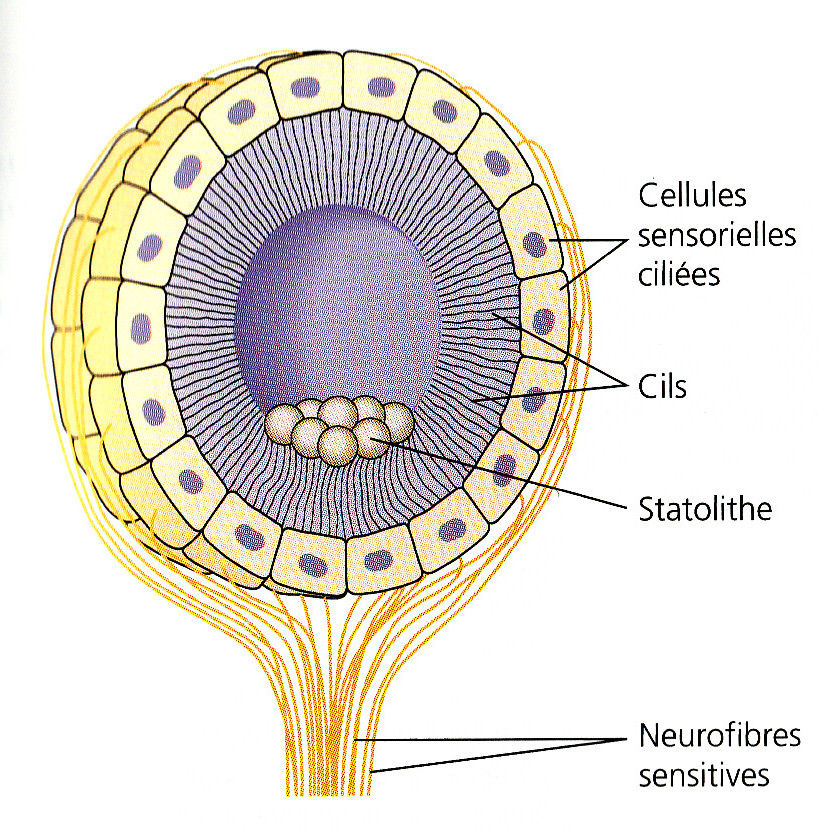 Cellules
sensorielles
ciliées
Cils
Statolithe
Neurofibres
sensitives